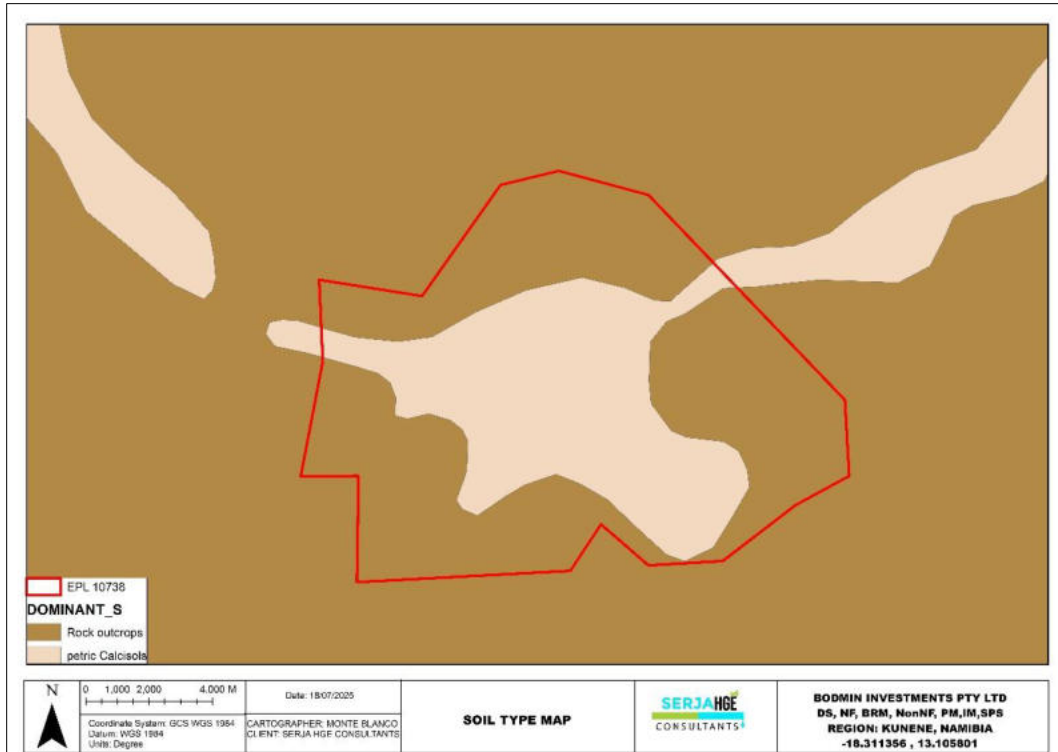 EPL 10738
DOMINANT_S
Rock outcrops
petric Calcisols
N
0 1,000 2,000 4,000 M
Coordinate System: GCS WGS 1984
Datum: WGS 1984
Units: Degree
Date: 18/07/2025
CARTOGRAPHER: MONTE BLANCO
CLIENT: SERJA HGE CONSULTANTS
SOIL TYPE MAP
SERJAHGE
CONSULTANTS
BODMIN INVESTMENTS PTY LTD
DS, NF, BRM, NonNF, PM,IM,SPS
REGION: KUNENE, NAMIBIA
-18.311356 , 13.105801